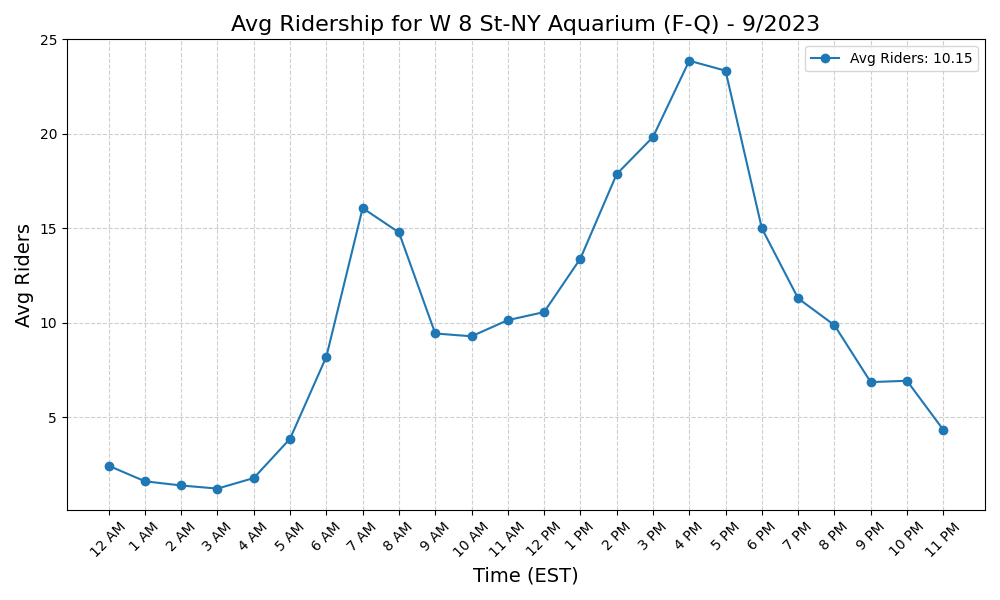 Avg Ridership for W 8 St-NY Aquarium (F-Q) - 9/2023
Avg Riders: 10.15
Avg Riders
25
20
15
10
5
12 AM
1 AM
2 AM
3 AM
4 AM
5 AM
6 AM
7 AM
8 AM
9 AM
10 AM
11 AM
12 PM
1 PM
2 PM
3 PM
4 PM
5 PM
6 PM
7 PM
8 PM
9 PM
10 PM
11 PM
Time (EST)